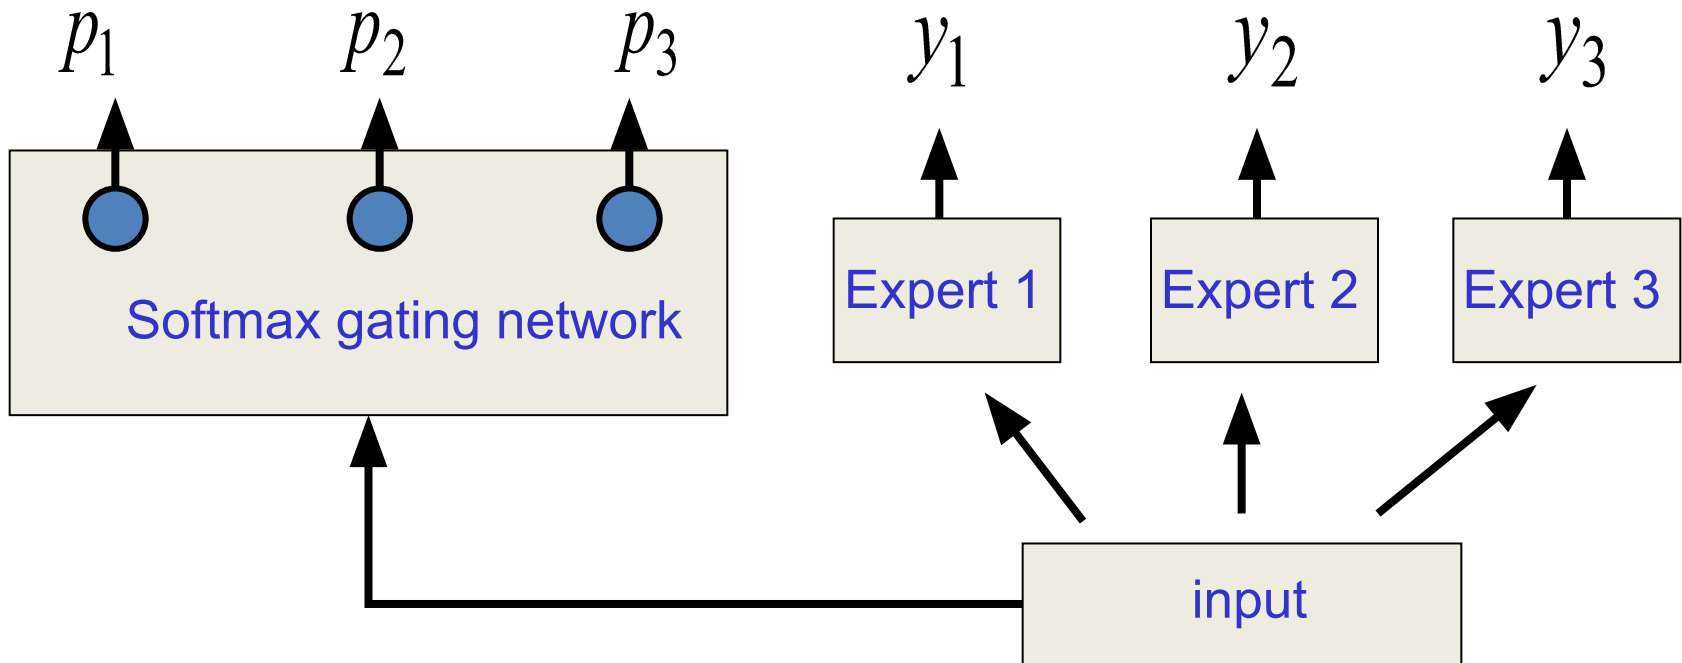 p1 p2 p3 y1 y2 y3
Expert 1 Expert 2 Expert 3
Softmax gating network
input